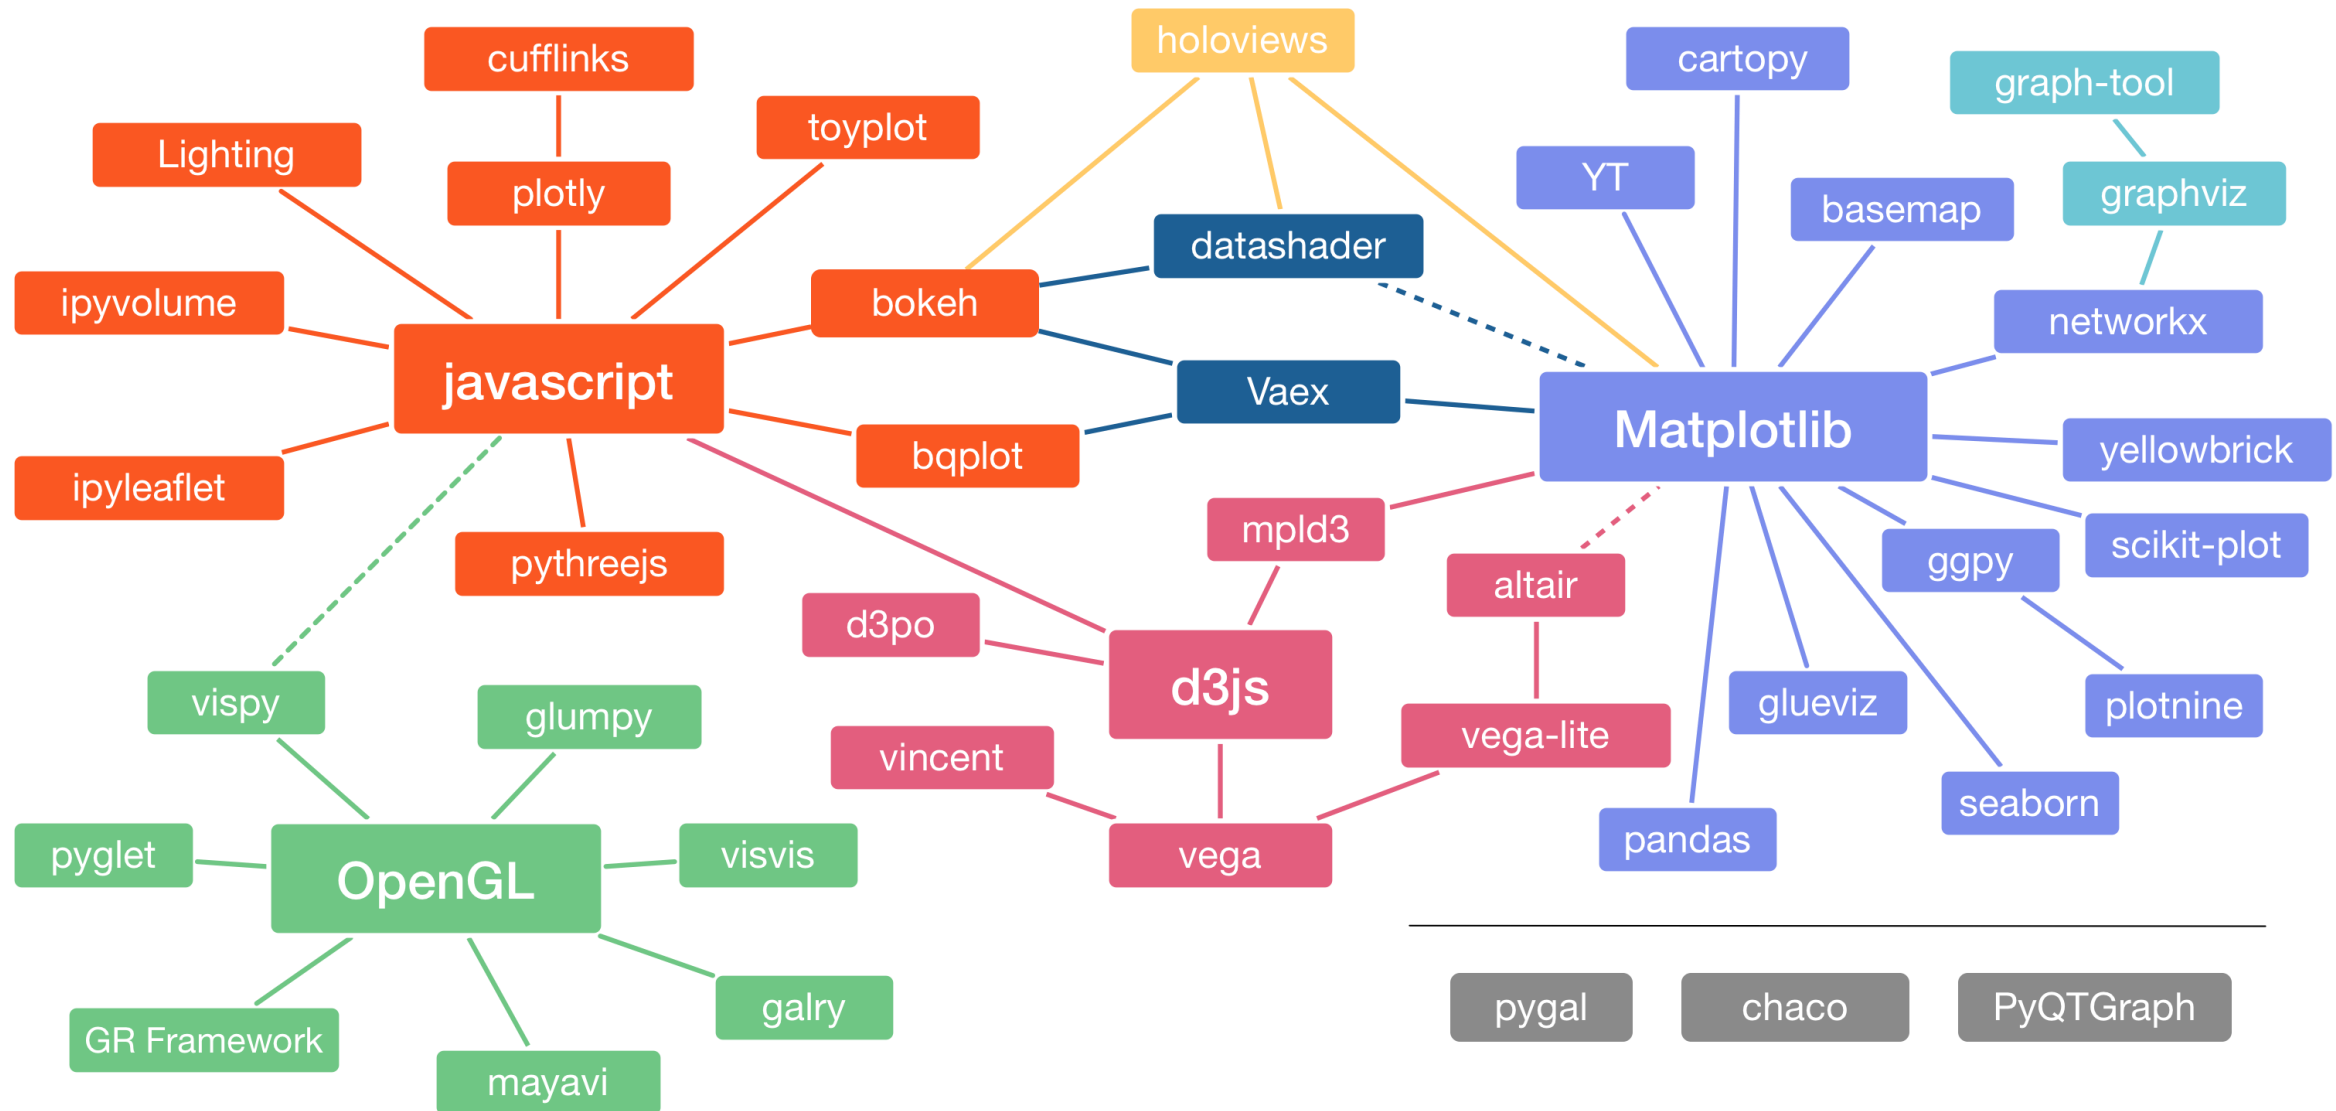 holoviews
cufflinks
cartopy
graph-tool
toyplot
Lighting
YT
plotly
graphviz
basemap
datashader
ipyvolume
bokeh
networkx
javascript
Vaex
Matplotlib
yellowbrick
bqplot
ipyleaflet
mpld3
scikit-plot
ggpy
pythreejs
altair
d3po
d3js
vispy
glueviz
plotnine
glumpy
vega-lite
vincent
seaborn
pandas
pyglet
visvis
vega
OpenGL
pygal
chaco
PyQTGraph
galry
GR Framework
mayavi